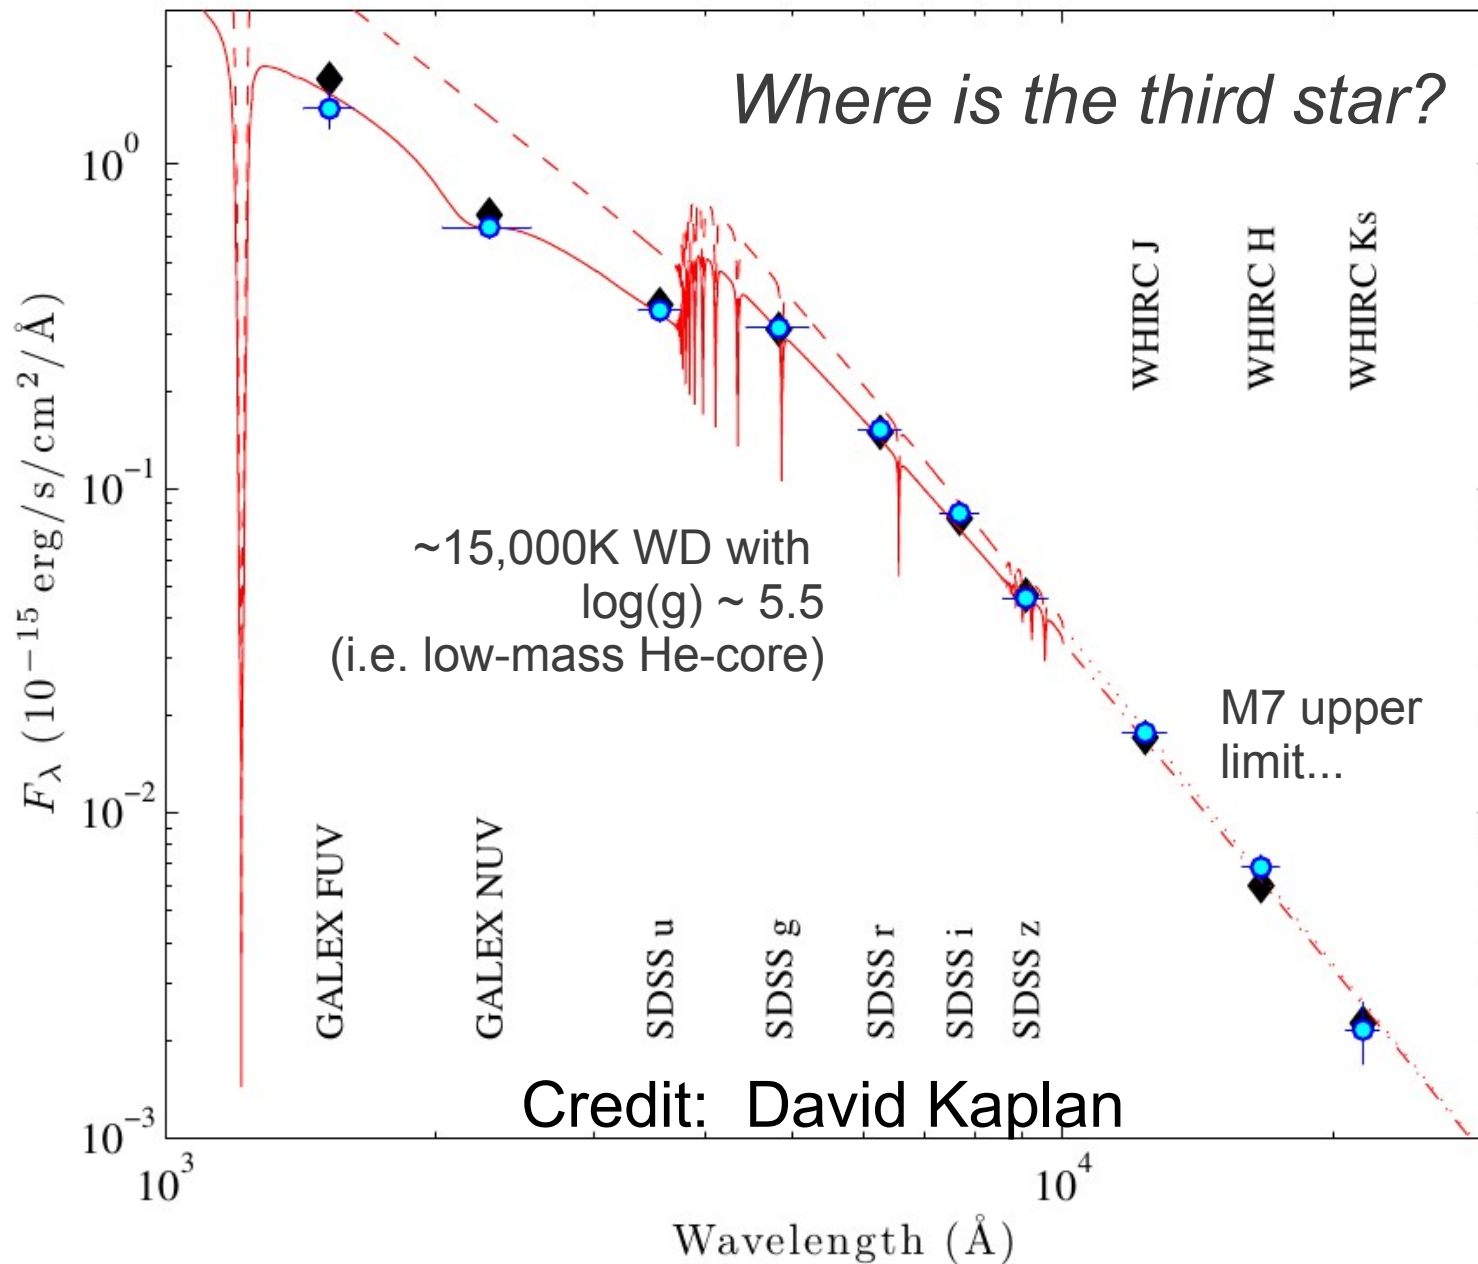 Where is the third star?
10^0
10^{-1}
10^{-2}
10^{-3}
F_λ (10^{-15} erg/s/cm^2/Å)
WHIRC J
WHIRC H
WHIRC Ks
~15,000K WD with
log(g) ~ 5.5
(i.e. low-mass He-core)
M7 upper
limit...
GALEX FUV
GALEX NUV
SDSS u
SDSS g
SDSS r
SDSS i
SDSS z
Credit: David Kaplan
10^3
10^4
Wavelength (Å)